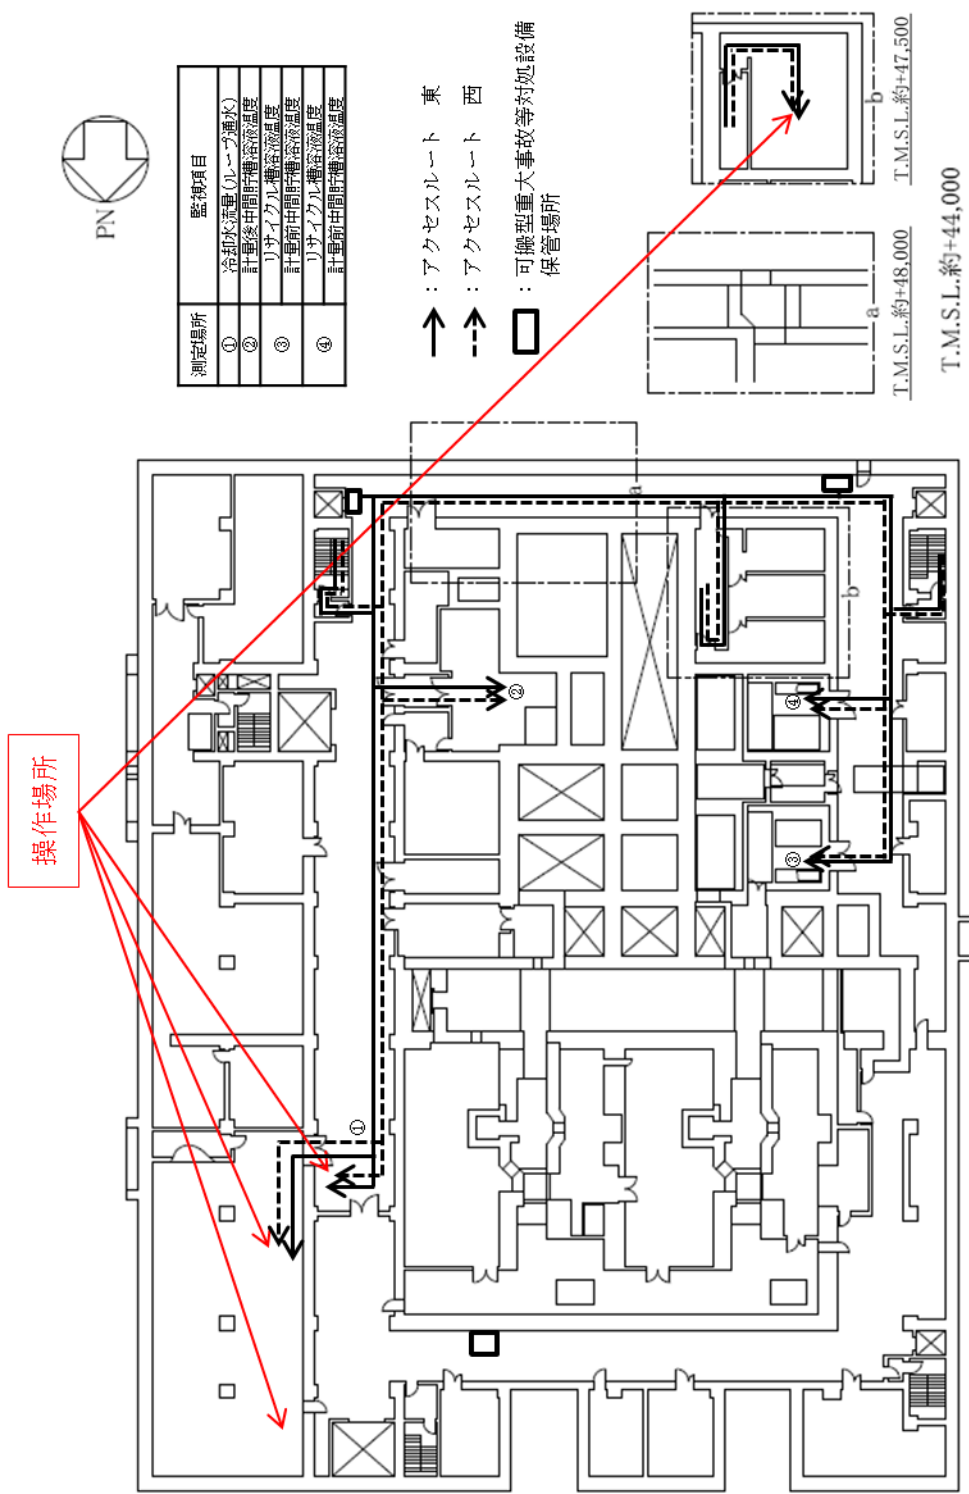 PN
測定場所 監視項目
① 冷却水流量(ループ通水)
② 計量後中間貯槽溶液温度
③ リサイクル槽溶液温度
計量前中間貯槽溶液温度
④ リサイクル槽溶液温度
計量前中間貯槽溶液温度
：アクセスルート 東
：アクセスルート 西
：可搬型重大事故等対処設備
保管場所
操作場所
a
T.M.S.L.約+48,000
b
T.M.S.L.約+47,500
T.M.S.L.約+44,000
a
b
①
②
③
④